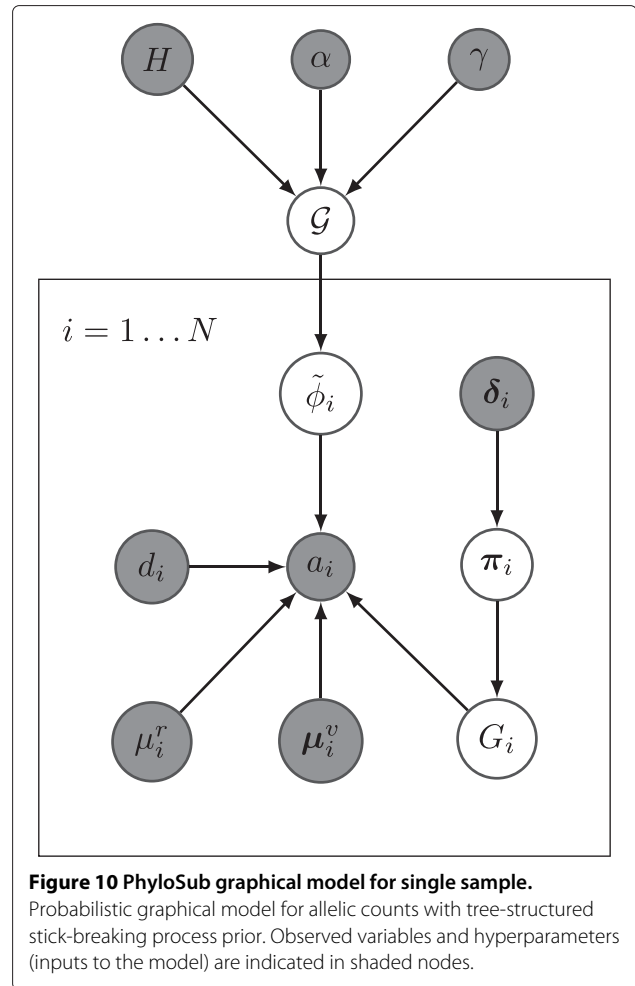 H α γ
𝒢
i = 1 … N
ϕ̃ᵢ 𝜹ᵢ
dᵢ aᵢ 𝝅ᵢ
μᵢʳ 𝝁ᵢᵛ Gᵢ
Figure 10 PhyloSub graphical model for single sample.
Probabilistic graphical model for allelic counts with tree-structured
stick-breaking process prior. Observed variables and hyperparameters
(inputs to the model) are indicated in shaded nodes.